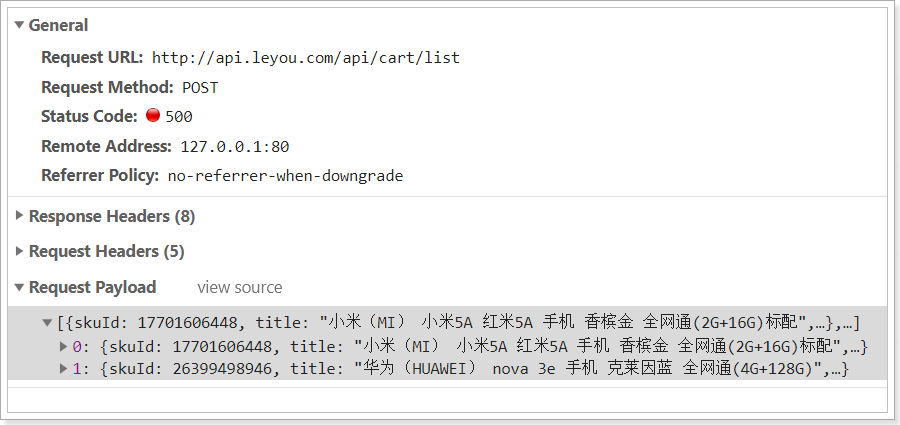 General
Request URL: http://api.leyou.com/api/cart/list
Request Method: POST
Status Code: 500
Remote Address: 127.0.0.1:80
Referrer Policy: no-referrer-when-downgrade
Response Headers (8)
Request Headers (5)
Request Payload view source
[{skuId: 17701606448, title: "小米（MI） 小米5A 红米5A 手机 香槟金 全网通(2G+16G)标配",…},…]
0: {skuId: 17701606448, title: "小米（MI） 小米5A 红米5A 手机 香槟金 全网通(2G+16G)标配",…}
1: {skuId: 26399498946, title: "华为（HUAWEI） nova 3e 手机 克莱因蓝 全网通(4G+128G)",…}